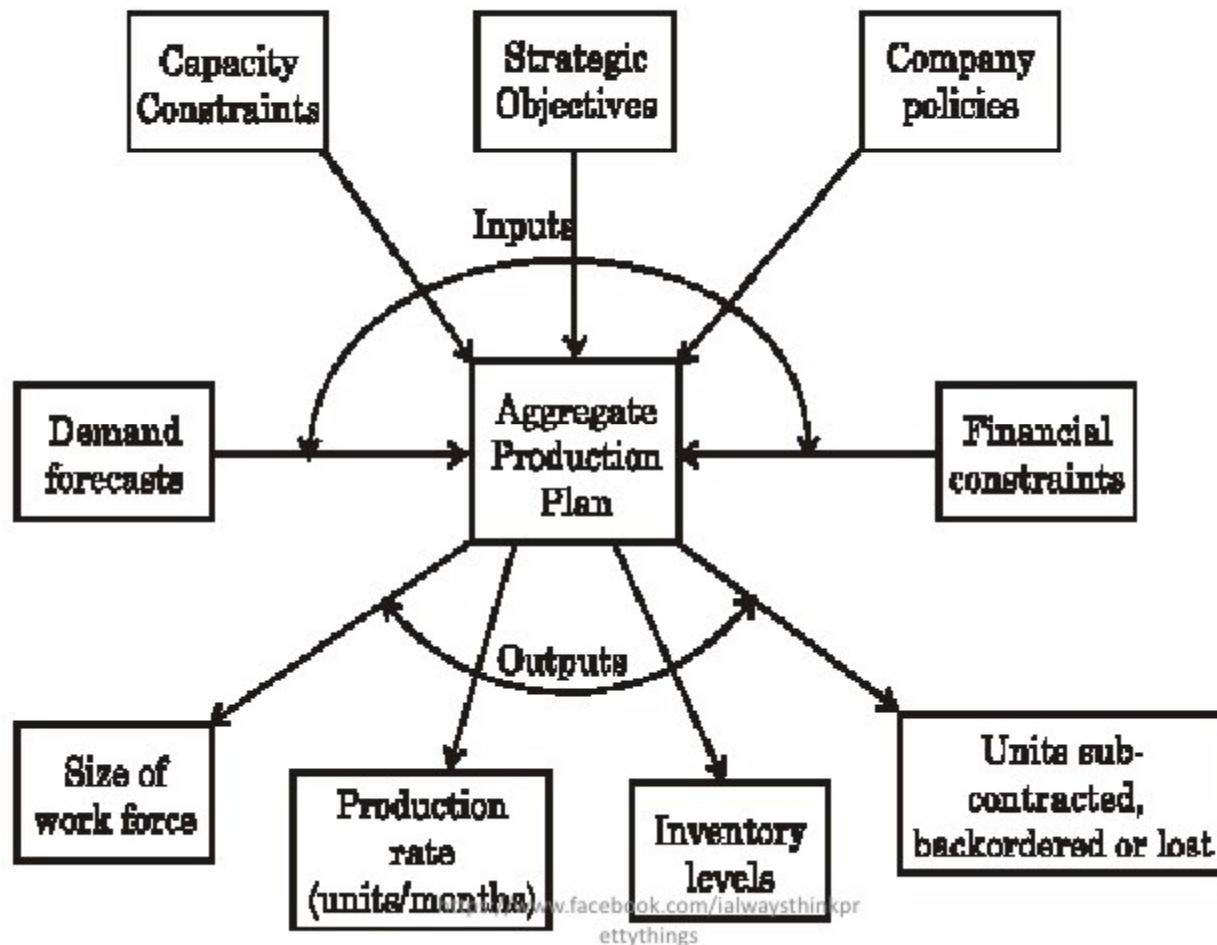 Capacity
Constraints
Strategic
Objectives
Company
policies
Inputs
Demand
forecasts
Aggregate
Production
Plan
Financial
constraints
Outputs
Size of
work force
Production
rate
(units/months)
Inventory
levels
Units sub-
contracted,
backordered or lost
www.facebook.com/ialwaysthinkpr
ettythings